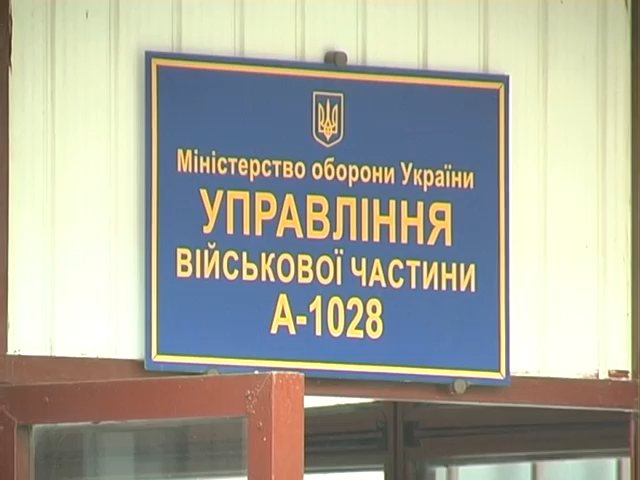 Міністерство оборони України
УПРАВЛІННЯ
ВІЙСЬКОВОЇ ЧАСТИНИ
А-1028